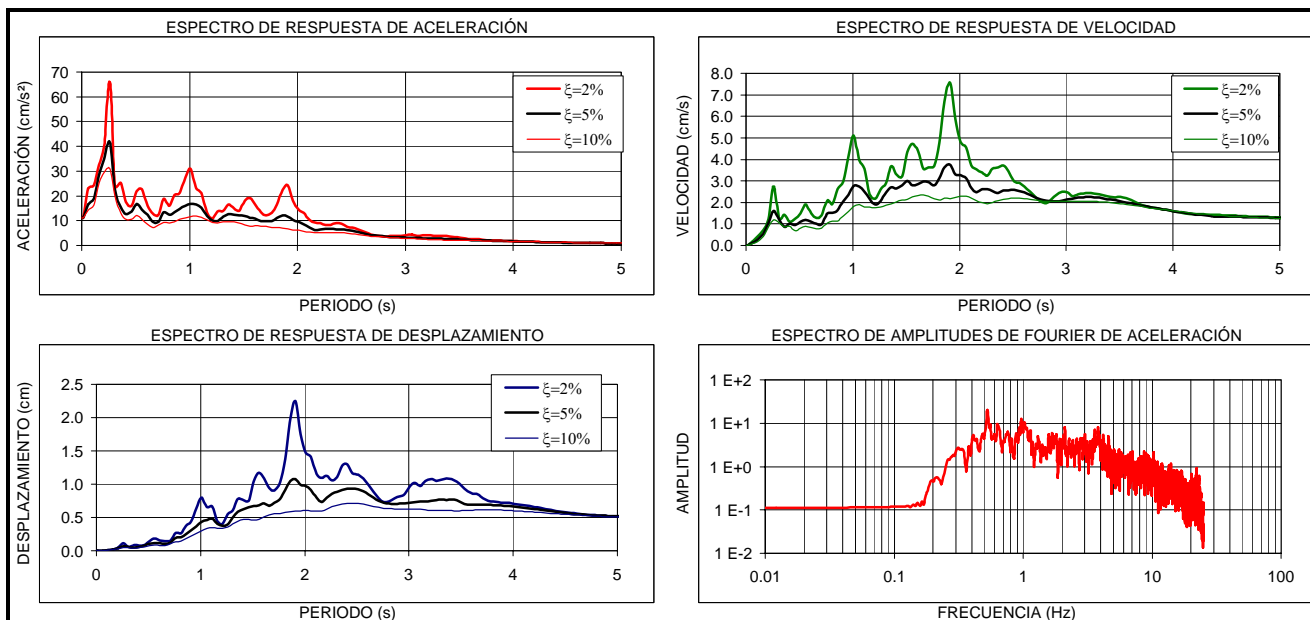 ESPECTRO DE RESPUESTA DE ACELERACIÓN
ACELERACIÓN (cm/s²)
70
60
50
40
30
20
10
0
0 1 2 3 4 5
PERIODO (s)
ξ=2%
ξ=5%
ξ=10%
ESPECTRO DE RESPUESTA DE VELOCIDAD
VELOCIDAD (cm/s)
8.0
7.0
6.0
5.0
4.0
3.0
2.0
1.0
0.0
0 1 2 3 4 5
PERIODO (s)
ξ=2%
ξ=5%
ξ=10%
ESPECTRO DE RESPUESTA DE DESPLAZAMIENTO
DESPLAZAMIENTO (cm)
2.5
2.0
1.5
1.0
0.5
0.0
0 1 2 3 4 5
PERIODO (s)
ξ=2%
ξ=5%
ξ=10%
ESPECTRO DE AMPLITUDES DE FOURIER DE ACELERACIÓN
AMPLITUD
1 E+2
1 E+1
1 E+0
1 E-1
1 E-2
0.01 0.1 1 10 100
FRECUENCIA (Hz)